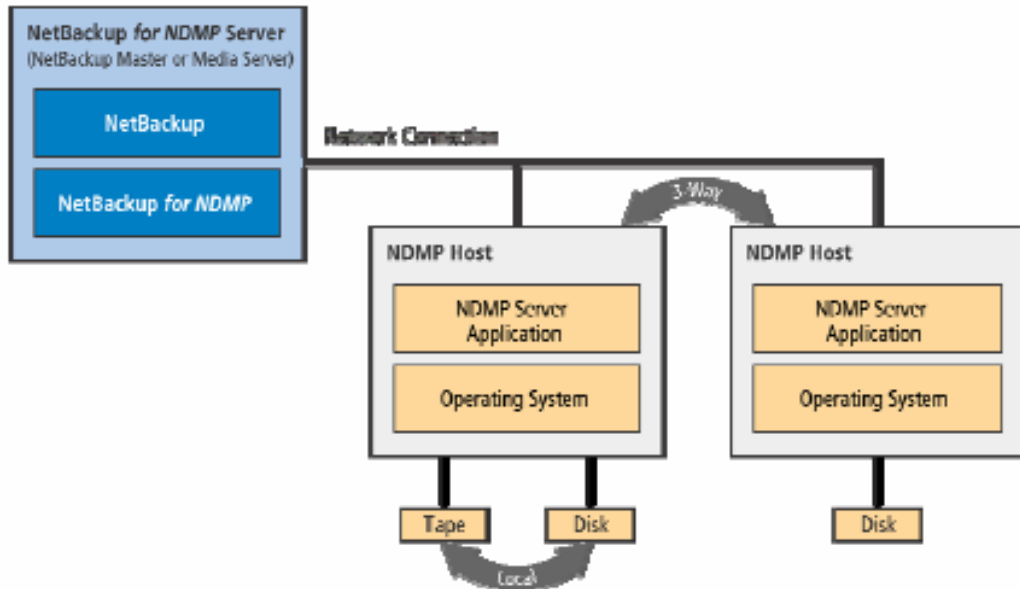 NetBackup for NDMP Server
(NetBackup Master or Media Server)
NetBackup
NetBackup for NDMP
Network Connection
3-Way
NDMP Host
NDMP Server
Application
Operating System
Tape
Disk
Local
NDMP Host
NDMP Server
Application
Operating System
Disk